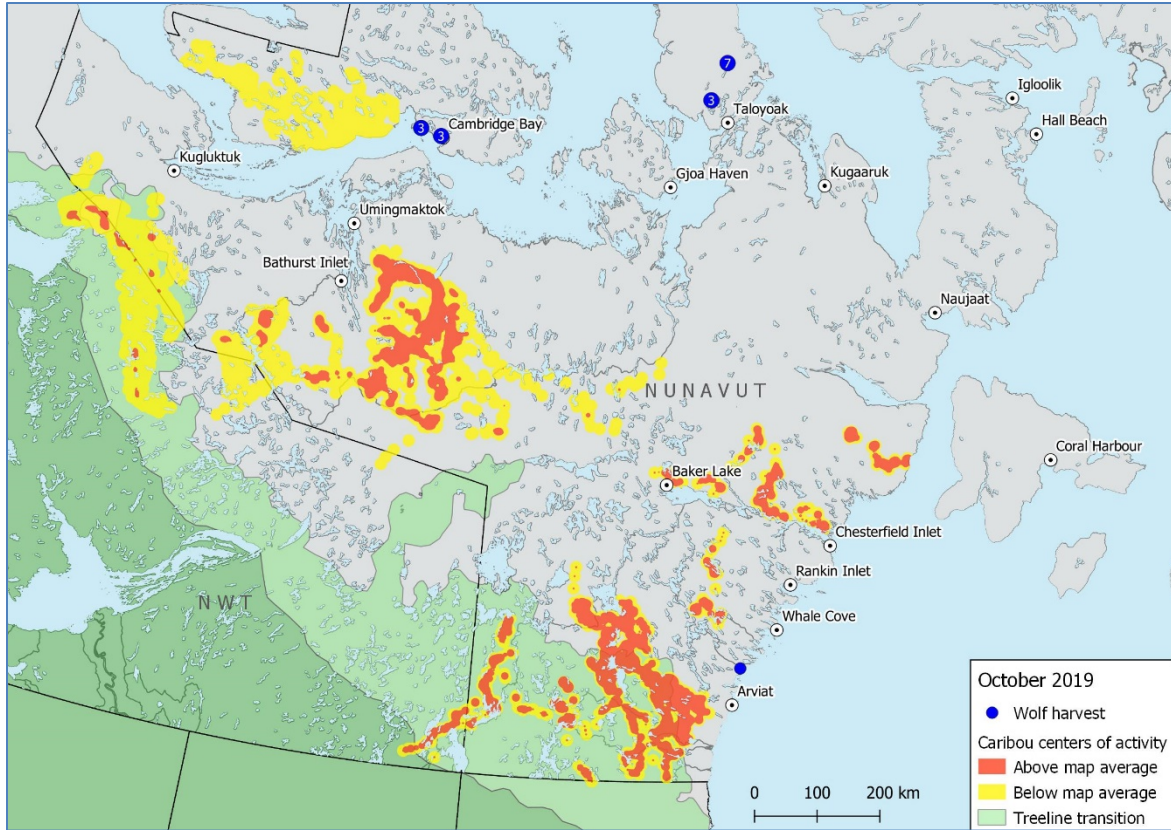 7
Igloolik
3
Taloyoak
Hall Beach
3
Cambridge Bay
3
Kugluktuk
Gjoa Haven
Kugaaruk
Umingmaktok
Bathurst Inlet
Naujaat
NUNAVUT
Coral Harbour
Baker Lake
Chesterfield Inlet
Rankin Inlet
NWT
Whale Cove
Arviat
October 2019
Wolf harvest
Caribou centers of activity
Above map average
Below map average
Treeline transition
0 100 200 km